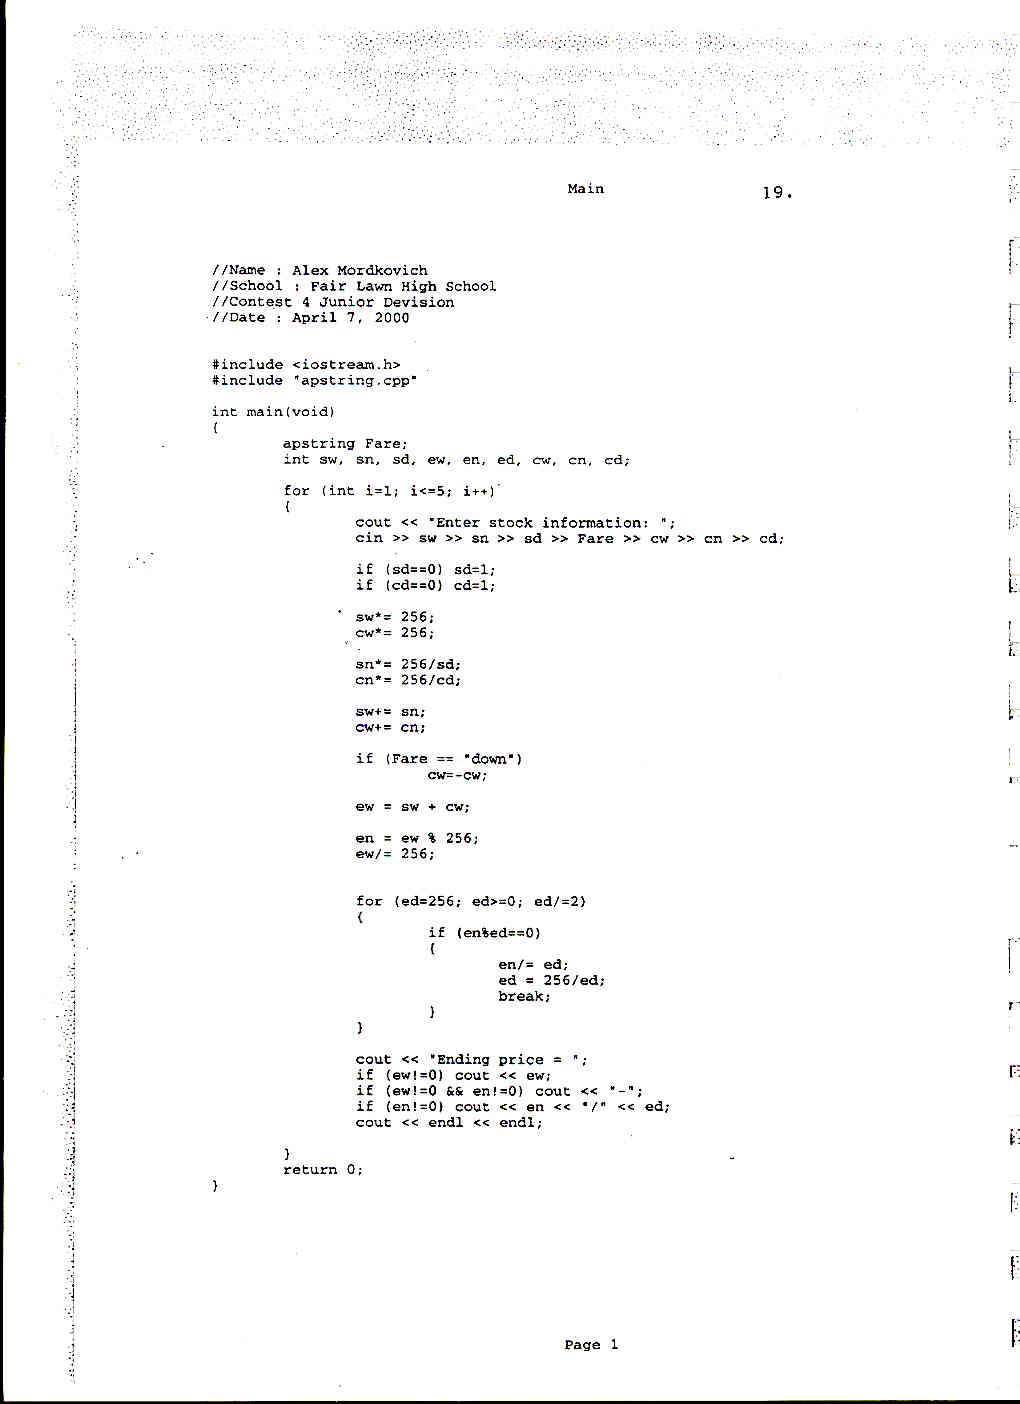 Main
19.
//Name : Alex Mordkovich
//School : Fair Lawn High School
//Contest 4 Junior Devision
//Date : April 7, 2000
#include <iostream.h>
#include "apstring.cpp"
int main(void)
{
apstring Fare;
int sw, sn, sd, ew, en, ed, cw, cn, cd;
for (int i=1; i<=5; i++)
{
cout << "Enter stock information: ";
cin >> sw >> sn >> sd >> Fare >> cw >> cn >> cd;
if (sd==0) sd=1;
if (cd==0) cd=1;
sw*= 256;
cw*= 256;
sn*= 256/sd;
cn*= 256/cd;
sw+= sn;
cw+= cn;
if (Fare == "down")
cw=-cw;
ew = sw + cw;
en = ew % 256;
ew/= 256;
for (ed=256; ed>=0; ed/=2)
{
if (en%ed==0)
{
en/= ed;
ed = 256/ed;
break;
}
}
cout << "Ending price = ";
if (ew!=0) cout << ew;
if (ew!=0 && en!=0) cout << "-";
if (en!=0) cout << en << "/" << ed;
cout << endl << endl;
}
return 0;
}
Page 1